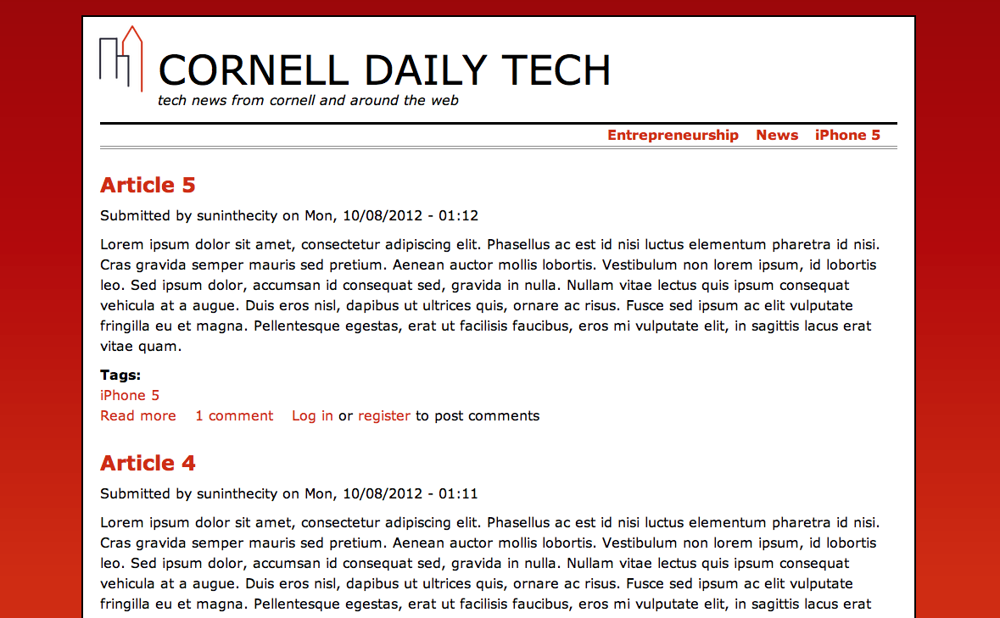 CORNELL DAILY TECH
tech news from cornell and around the web
Entrepreneurship News iPhone 5
Article 5
Submitted by suninthecity on Mon, 10/08/2012 - 01:12
Lorem ipsum dolor sit amet, consectetur adipiscing elit. Phasellus ac est id nisi luctus elementum pharetra id nisi.
Cras gravida semper mauris sed pretium. Aenean auctor mollis lobortis. Vestibulum non lorem ipsum, id lobortis
leo. Sed ipsum dolor, accumsan id consequat sed, gravida in nulla. Nullam vitae lectus quis ipsum consequat
vehicula at a augue. Duis eros nisl, dapibus ut ultrices quis, ornare ac risus. Fusce sed ipsum ac elit vulputate
fringilla eu et magna. Pellentesque egestas, erat ut facilisis faucibus, eros mi vulputate elit, in sagittis lacus erat
vitae quam.
Tags:
iPhone 5
Read more 1 comment Log in or register to post comments
Article 4
Submitted by suninthecity on Mon, 10/08/2012 - 01:11
Lorem ipsum dolor sit amet, consectetur adipiscing elit. Phasellus ac est id nisi luctus elementum pharetra id nisi.
Cras gravida semper mauris sed pretium. Aenean auctor mollis lobortis. Vestibulum non lorem ipsum, id lobortis
leo. Sed ipsum dolor, accumsan id consequat sed, gravida in nulla. Nullam vitae lectus quis ipsum consequat
vehicula at a augue. Duis eros nisl, dapibus ut ultrices quis, ornare ac risus. Fusce sed ipsum ac elit vulputate
fringilla eu et magna. Pellentesque egestas, erat ut facilisis faucibus, eros mi vulputate elit, in sagittis lacus erat